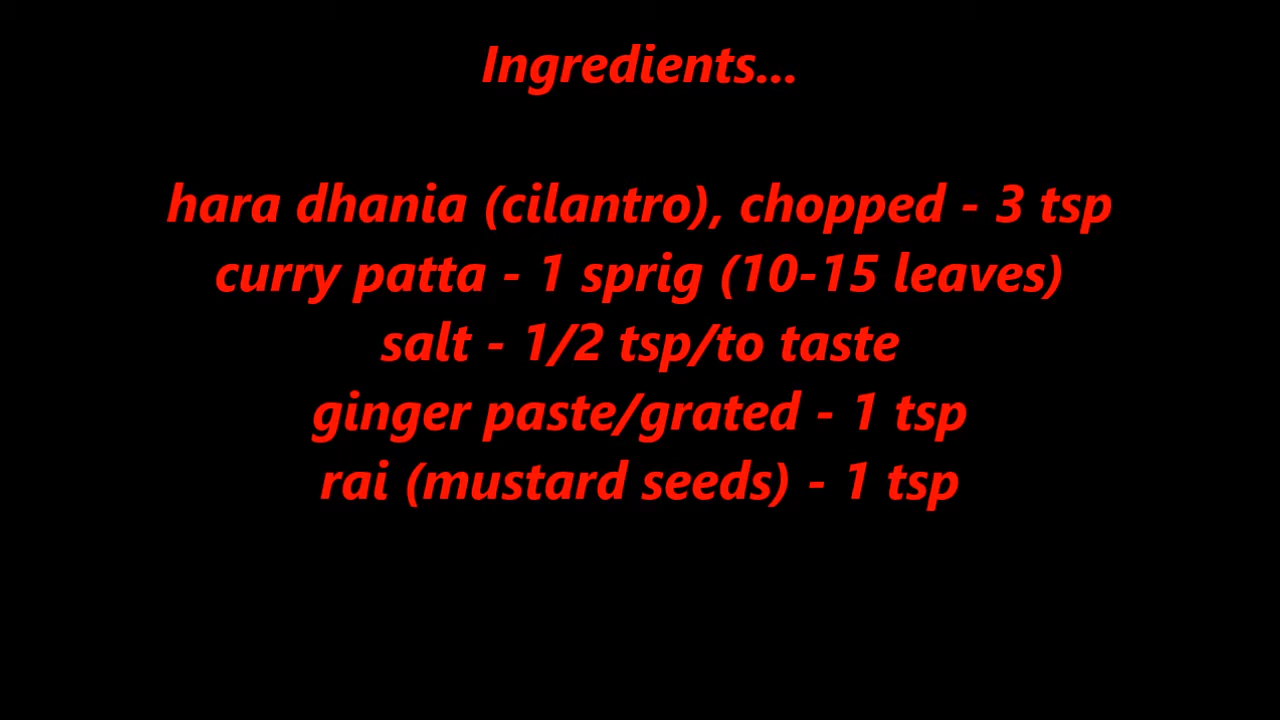 Ingredients...
hara dhania (cilantro), chopped - 3 tsp
curry patta - 1 sprig (10-15 leaves)
salt - 1/2 tsp/to taste
ginger paste/grated - 1 tsp
rai (mustard seeds) - 1 tsp